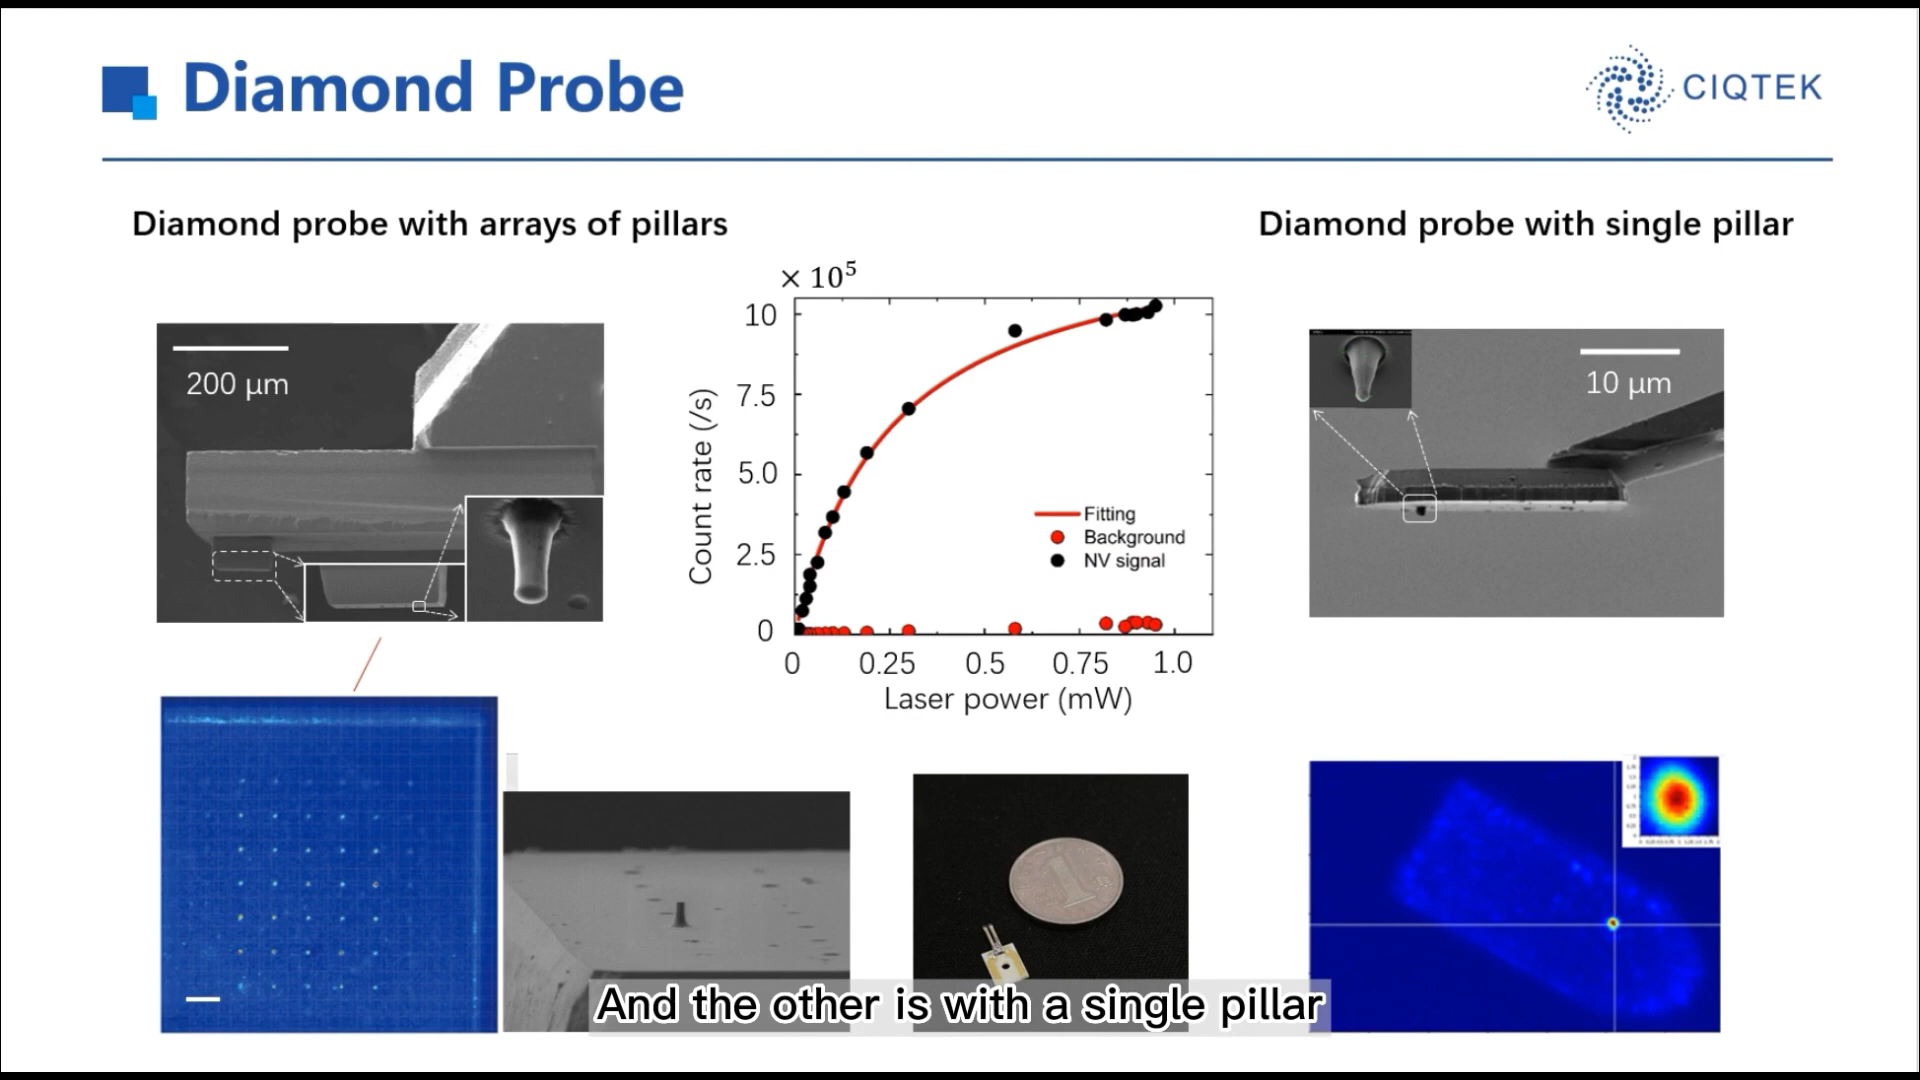 Diamond Probe
CIQTEK
Diamond probe with arrays of pillars
Diamond probe with single pillar
200 μm
× 10⁵
10
7.5
5.0
2.5
0
Count rate (/s)
Fitting
Background
NV signal
0 0.25 0.5 0.75 1.0
Laser power (mW)
10 μm
1
And the other is with a single pillar